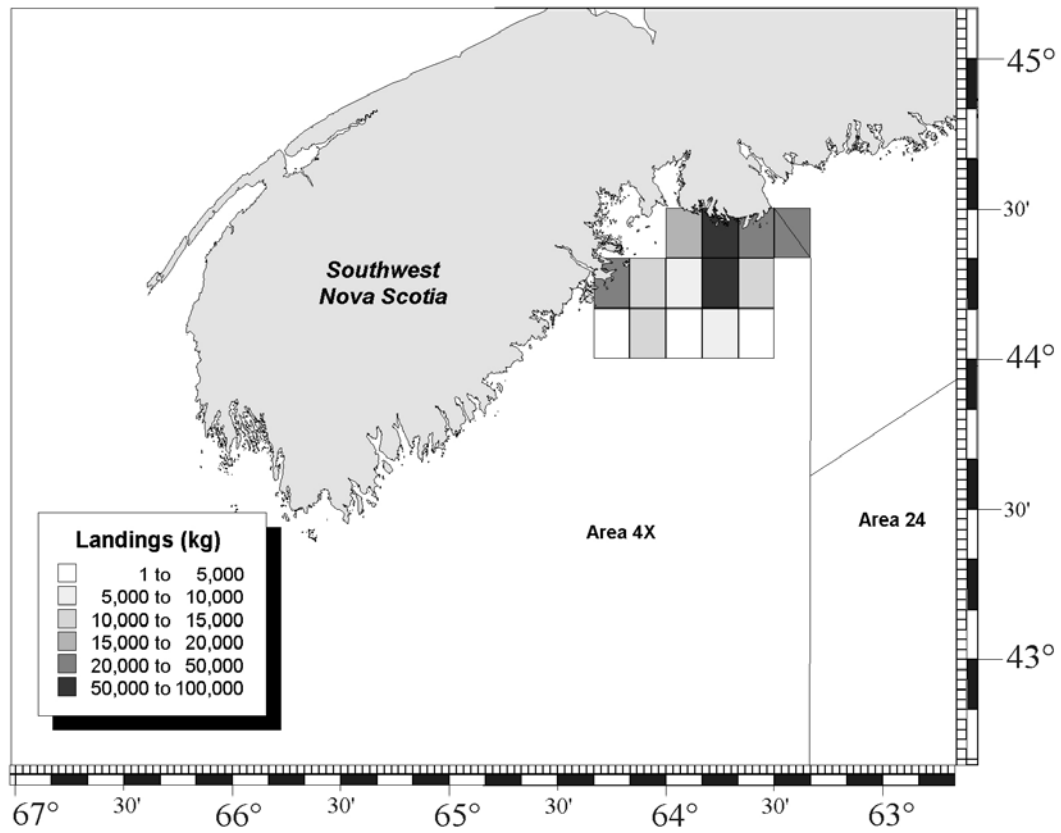 45°
30'
Southwest
Nova Scotia
44°
30'
Area 4X
Area 24
Landings (kg)
1 to 5,000
5,000 to 10,000
10,000 to 15,000
15,000 to 20,000
20,000 to 50,000
50,000 to 100,000
43°
67° 30' 66° 30' 65° 30' 64° 30' 63°